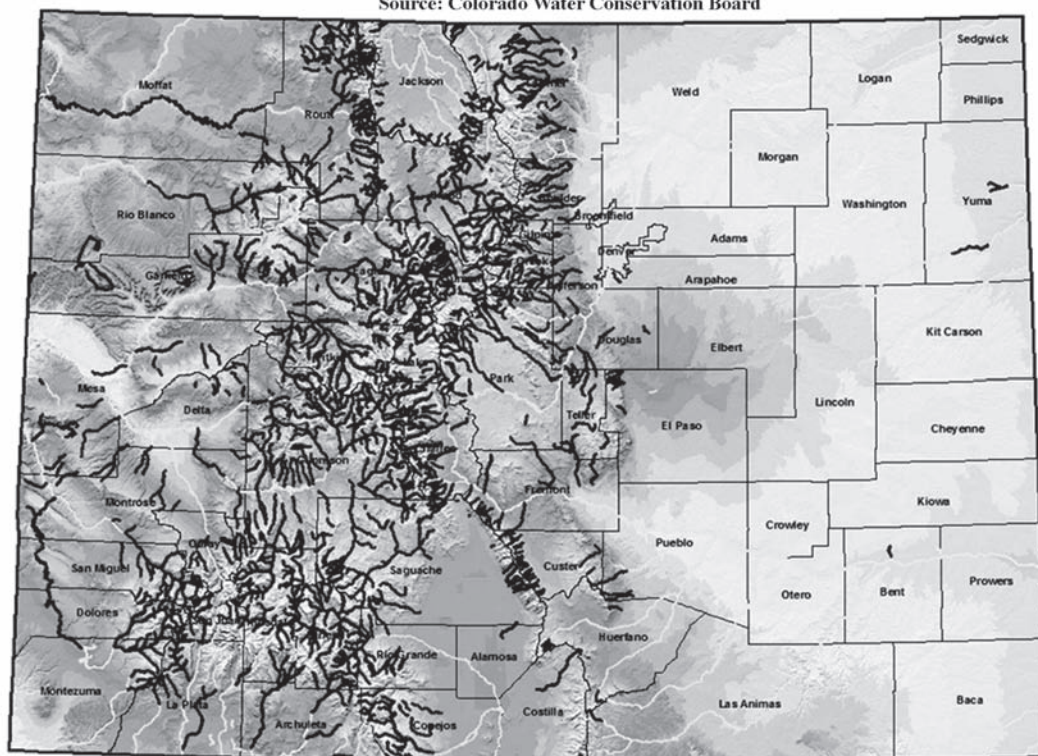 Source: Colorado Water Conservation Board
Sedgwick
Moffat
Jackson
Weld
Logan
Phillips
Routt
Morgan
Washington
Yuma
Rio Blanco
Broomfield
Adams
Denver
Arapahoe
Kit Carson
Douglas
Elbert
Park
Mesa
Delta
Teller
El Paso
Lincoln
Cheyenne
Fremont
Montrose
Kiowa
Crowley
Pueblo
San Miguel
Saguache
Custer
Otero
Bent
Prowers
Dolores
Huerfano
Rio Grande
Alamosa
Montezuma
La Plata
Archuleta
Conejos
Costilla
Las Animas
Baca